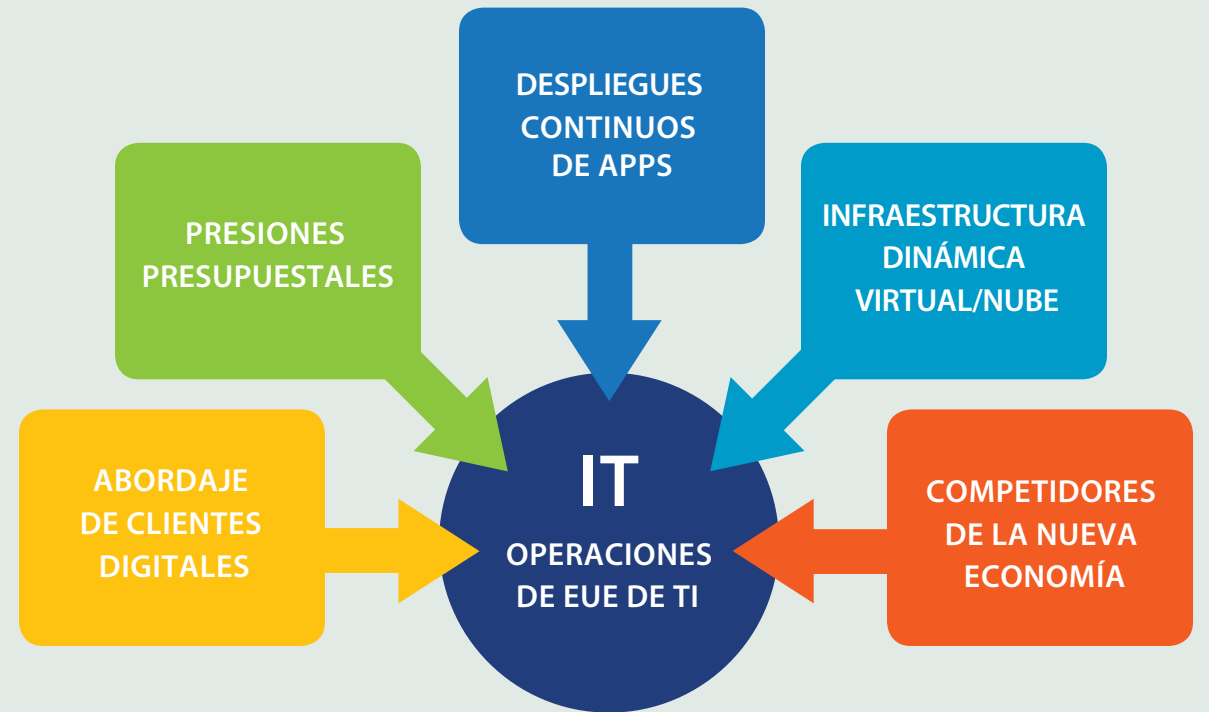 DESPLIEGUES
CONTINUOS
DE APPS
PRESIONES
PRESUPUESTALES
INFRAESTRUCTURA
DINÁMICA
VIRTUAL/NUBE
ABORDAJE
DE CLIENTES
DIGITALES
IT
OPERACIONES
DE EUE DE TI
COMPETIDORES
DE LA NUEVA
ECONOMÍA